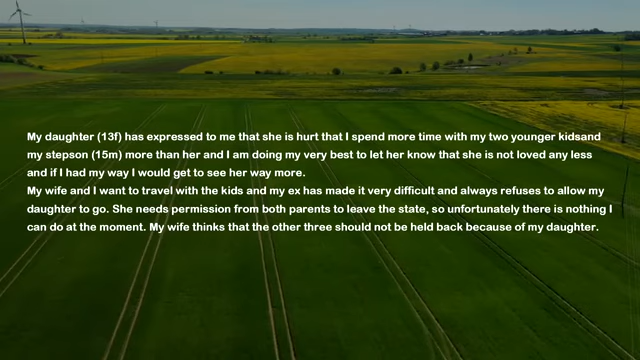 My daughter (13f) has expressed to me that she is hurt that I spend more time with my two younger kidsand
my stepson (15m) more than her and I am doing my very best to let her know that she is not loved any less
and if I had my way I would get to see her way more.
My wife and I want to travel with the kids and my ex has made it very difficult and always refuses to allow my
daughter to go. She needs permission from both parents to leave the state, so unfortunately there is nothing I
can do at the moment. My wife thinks that the other three should not be held back because of my daughter.